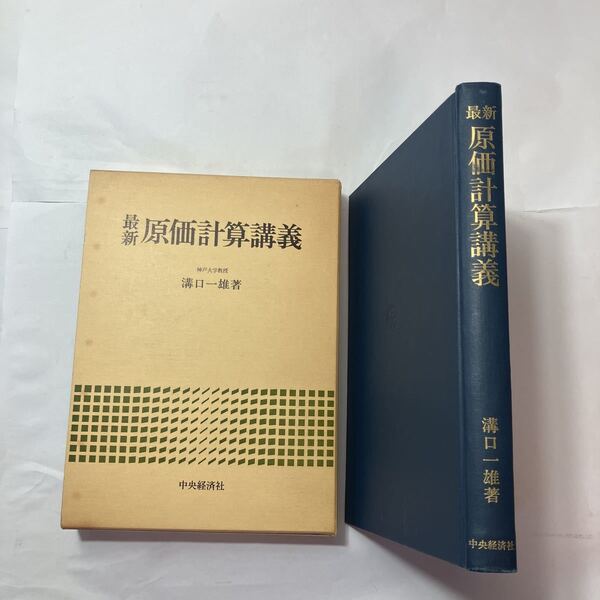 最新 原価計算講義
神戸大学教授
溝口一雄著
中央経済社
最新 原価計算講義
溝口一雄著
中央経済社